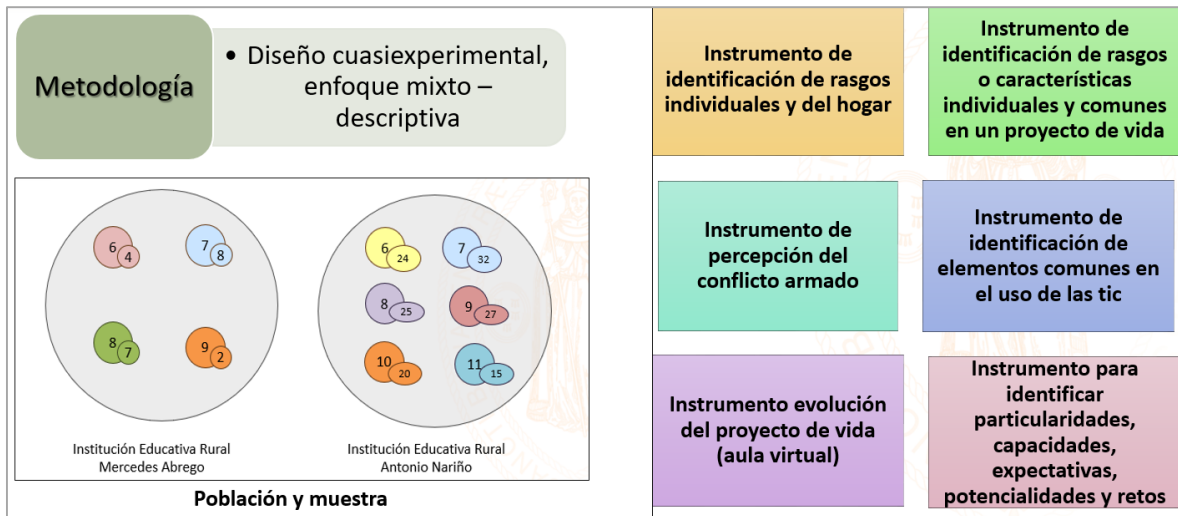 Metodología
• Diseño cuasiexperimental,
enfoque mixto –
descriptiva
6
4
7
8
8
7
9
2
Institución Educativa Rural
Mercedes Abrego
6
24
7
32
8
25
9
27
10
20
11
15
Institución Educativa Rural
Antonio Nariño
Población y muestra
Instrumento de
identificación de rasgos
individuales y del hogar
Instrumento de
identificación de rasgos
o características
individuales y comunes
en un proyecto de vida
Instrumento de
percepción del
conflicto armado
Instrumento de
identificación de
elementos comunes en
el uso de las tic
Instrumento evolución
del proyecto de vida
(aula virtual)
Instrumento para
identificar
particularidades,
capacidades,
expectativas,
potencialidades y retos